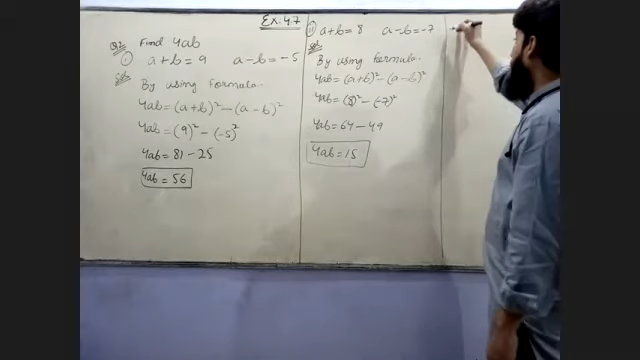 Ex. 4.7
Q2 Find 4ab
(i) a+b = 9 a-b = -5
Sol:
By using formula.
4ab = (a+b)² - (a-b)²
4ab = (9)² - (-5)²
4ab = 81 - 25
4ab = 56
(ii) a+b = 8 a-b = -7
Sol:
By using formula.
4ab = (a+b)² - (a-b)²
4ab = (8)² - (-7)²
4ab = 64 - 49
4ab = 15